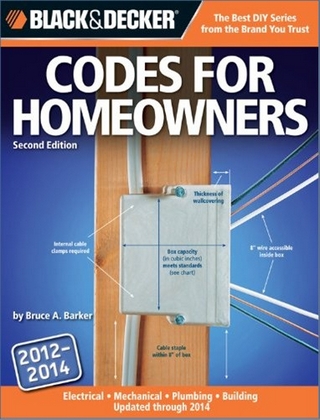 BLACK&DECKER®
The Best DIY Series
from the Brand You Trust
CODES FOR
HOMEOWNERS
Second Edition
Thickness of
wallcovering
Internal cable
clamps required
Box capacity
(in cubic inches)
meets standards
(see chart)
8" wire accessible
inside box
by Bruce A. Barker
2012–
2014
Cable staple
within 8" of box
Electrical • Mechanical • Plumbing • Building
Updated through 2014